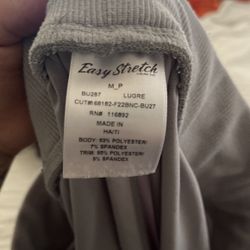 Easy Stretch
M_P
BU287 LUGRE
CUT#:68182-F22BNC-BU27
RN# 116892
MADE IN
HAITI
BODY: 93% POLYESTER/
7% SPANDEX
TRIM: 95% POLYESTER/
5% SPANDEX